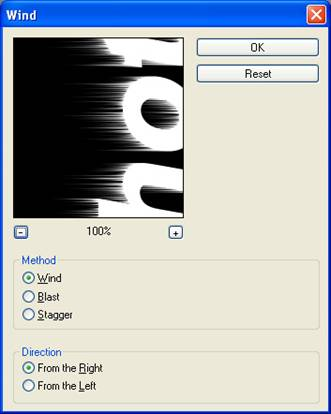 Wind
OK
Reset
100%
Method
Wind
Blast
Stagger
Direction
From the Right
From the Left